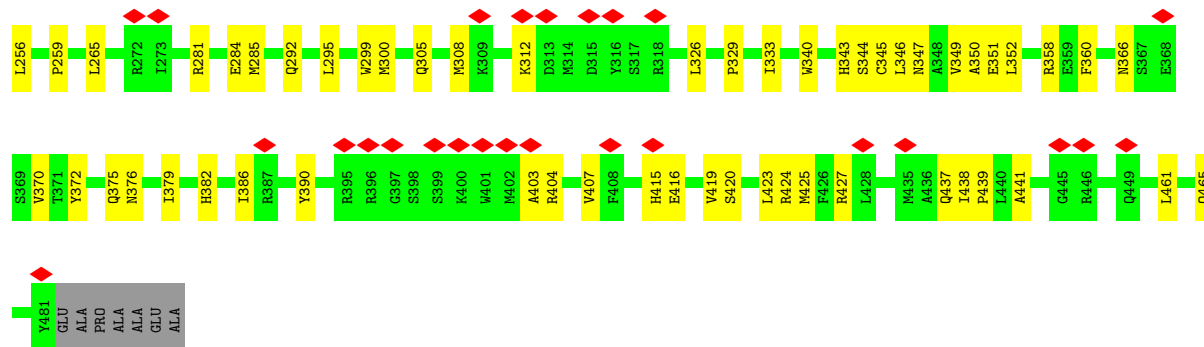 L256 P259 L265 R272 I273 R281 E284 M285 Q292 L295 W299 M300 Q305 M308 K309 K312 D313 M314 D315 Y316 S317 R318 L326 P329 I333 W340 H343 S344 C345 L346 N347 A348 V349 A350 E351 L352 R358 E359 F360 N366 S367 E368
S369 V370 T371 Y372 Q375 N376 I379 H382 I386 R387 Y390 R395 R396 G397 S398 S399 K400 W401 M402 A403 R404 V407 F408 H415 E416 V419 S420 L423 R424 M425 F426 R427 L428 M435 A436 Q437 I438 P439 L440 A441 G445 R446 Q449 L461
Y481 GLU ALA PRO ALA ALA GLU ALA